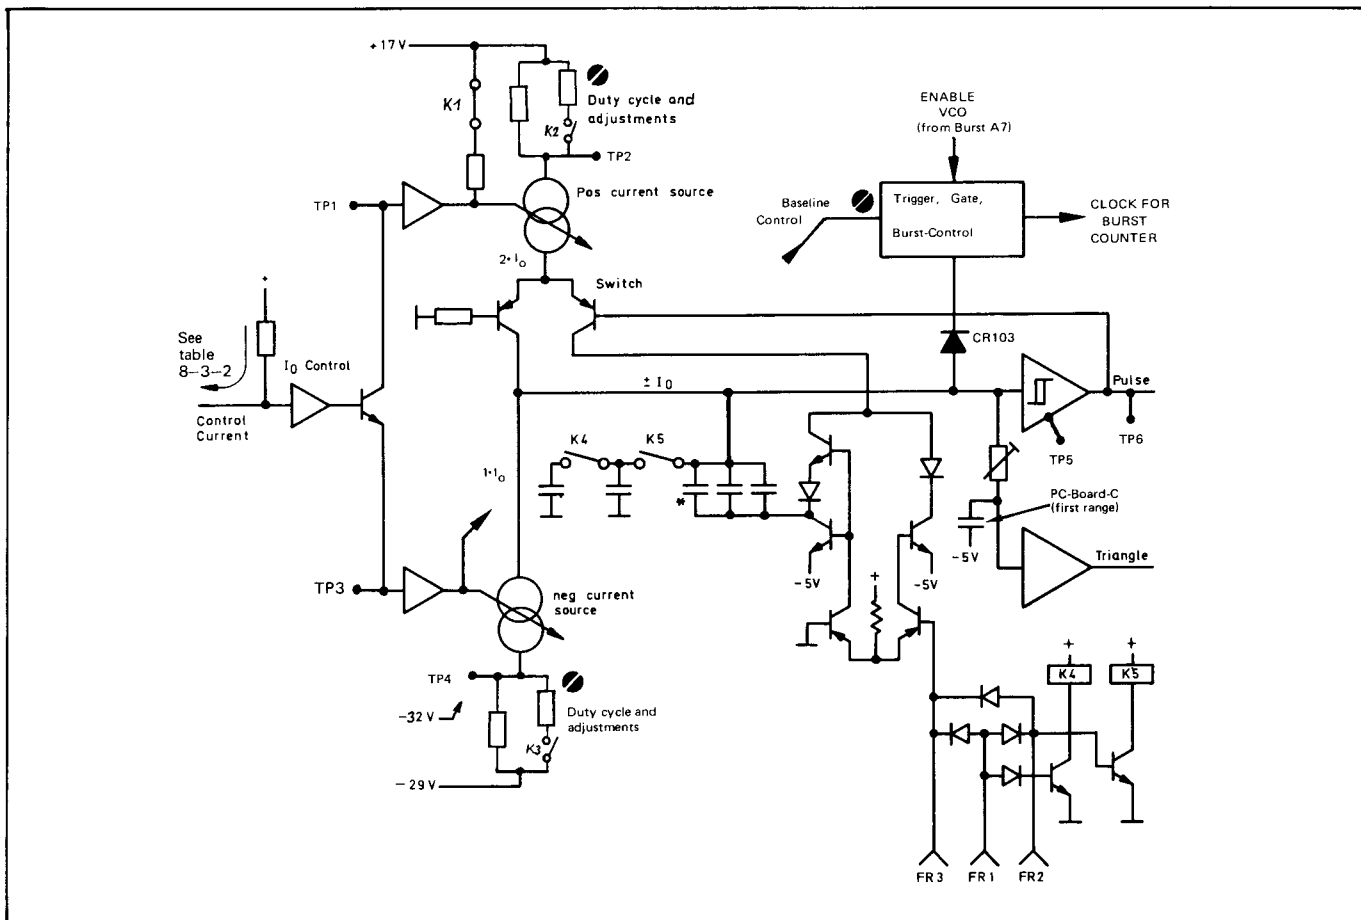 +17V
K1
K2
Duty cycle and
adjustments
TP2
Pos current source
TP1
2·I₀
Switch
ENABLE
VCO
(from Burst A7)
Baseline
Control
Trigger, Gate,
Burst-Control
CLOCK FOR
BURST
COUNTER
CR103
+
See
table
8-3-2
I₀ Control
Control
Current
± I₀
Pulse
TP6
TP5
K4
K5
*
1·I₀
PC-Board-C
(first range)
-5V
Triangle
-5V
+
-5V
TP3
neg current
source
TP4
-32 V
Duty cycle and
adjustments
K3
-29V
+
+
K4
K5
FR3
FR1
FR2